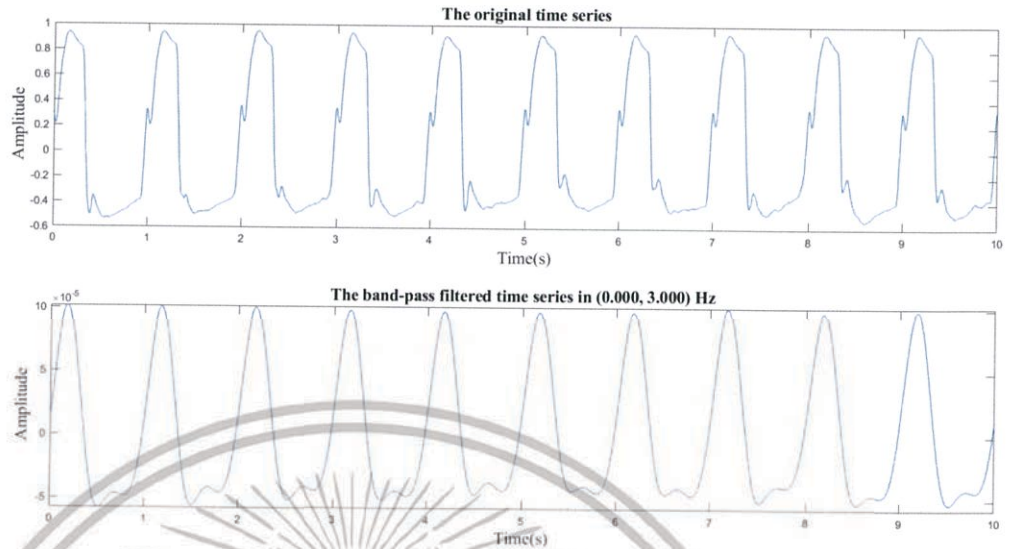 The original time series
1
0.8
0.6
0.4
0.2
0
-0.2
-0.4
-0.6
Amplitude
0 1 2 3 4 5 6 7 8 9 10
Time(s)
The band-pass filtered time series in (0.000, 3.000) Hz
×10⁻⁵
10
5
0
-5
Amplitude
0 1 2 3 4 5 6 7 8 9 10
Time(s)